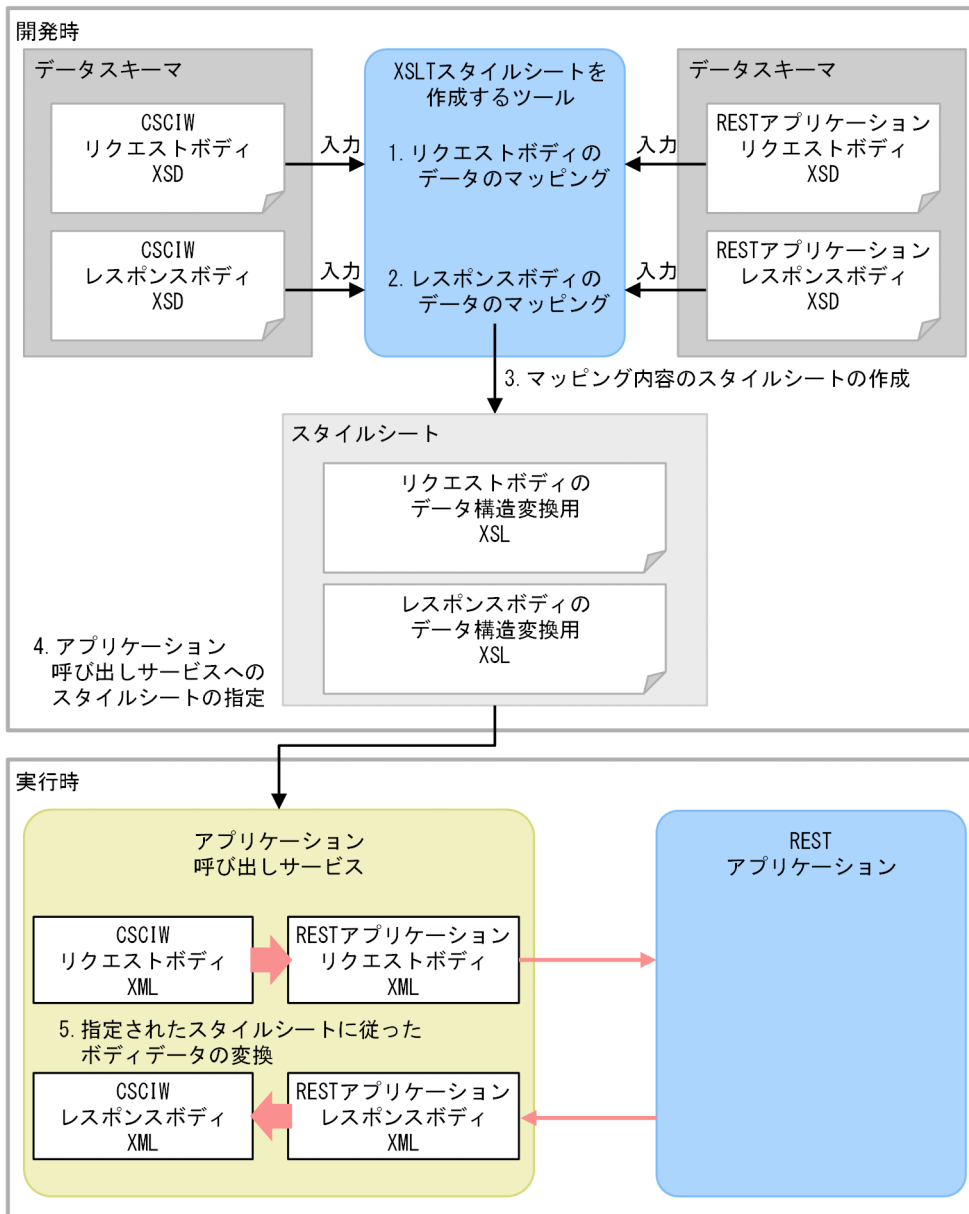 開発時
データスキーマ
CSCIW
リクエストボディ
XSD
CSCIW
レスポンスボディ
XSD
入力
入力
XSLTスタイルシートを
作成するツール
1. リクエストボディの
データのマッピング
2. レスポンスボディの
データのマッピング
入力
入力
データスキーマ
RESTアプリケーション
リクエストボディ
XSD
RESTアプリケーション
レスポンスボディ
XSD
3. マッピング内容のスタイルシートの作成
スタイルシート
リクエストボディの
データ構造変換用
XSL
レスポンスボディの
データ構造変換用
XSL
4. アプリケーション
呼び出しサービスへの
スタイルシートの指定
実行時
アプリケーション
呼び出しサービス
CSCIW
リクエストボディ
XML
RESTアプリケーション
リクエストボディ
XML
5. 指定されたスタイルシートに従った
ボディデータの変換
CSCIW
レスポンスボディ
XML
RESTアプリケーション
レスポンスボディ
XML
REST
アプリケーション